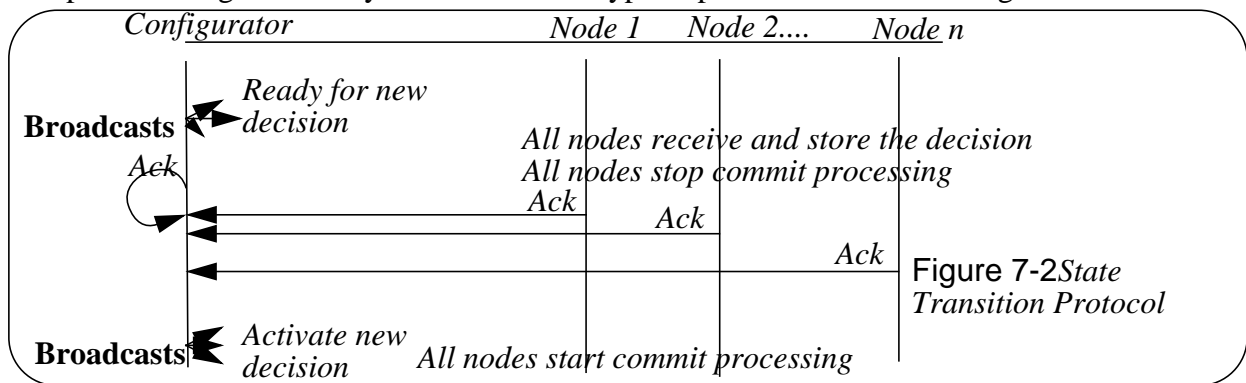 Configurator Node 1 Node 2.... Node n
Ready for new
decision
Broadcasts
All nodes receive and store the decision
Ack
All nodes stop commit processing
Ack
Ack
Ack
Figure 7-2State
Transition Protocol
Activate new
decision
Broadcasts
All nodes start commit processing